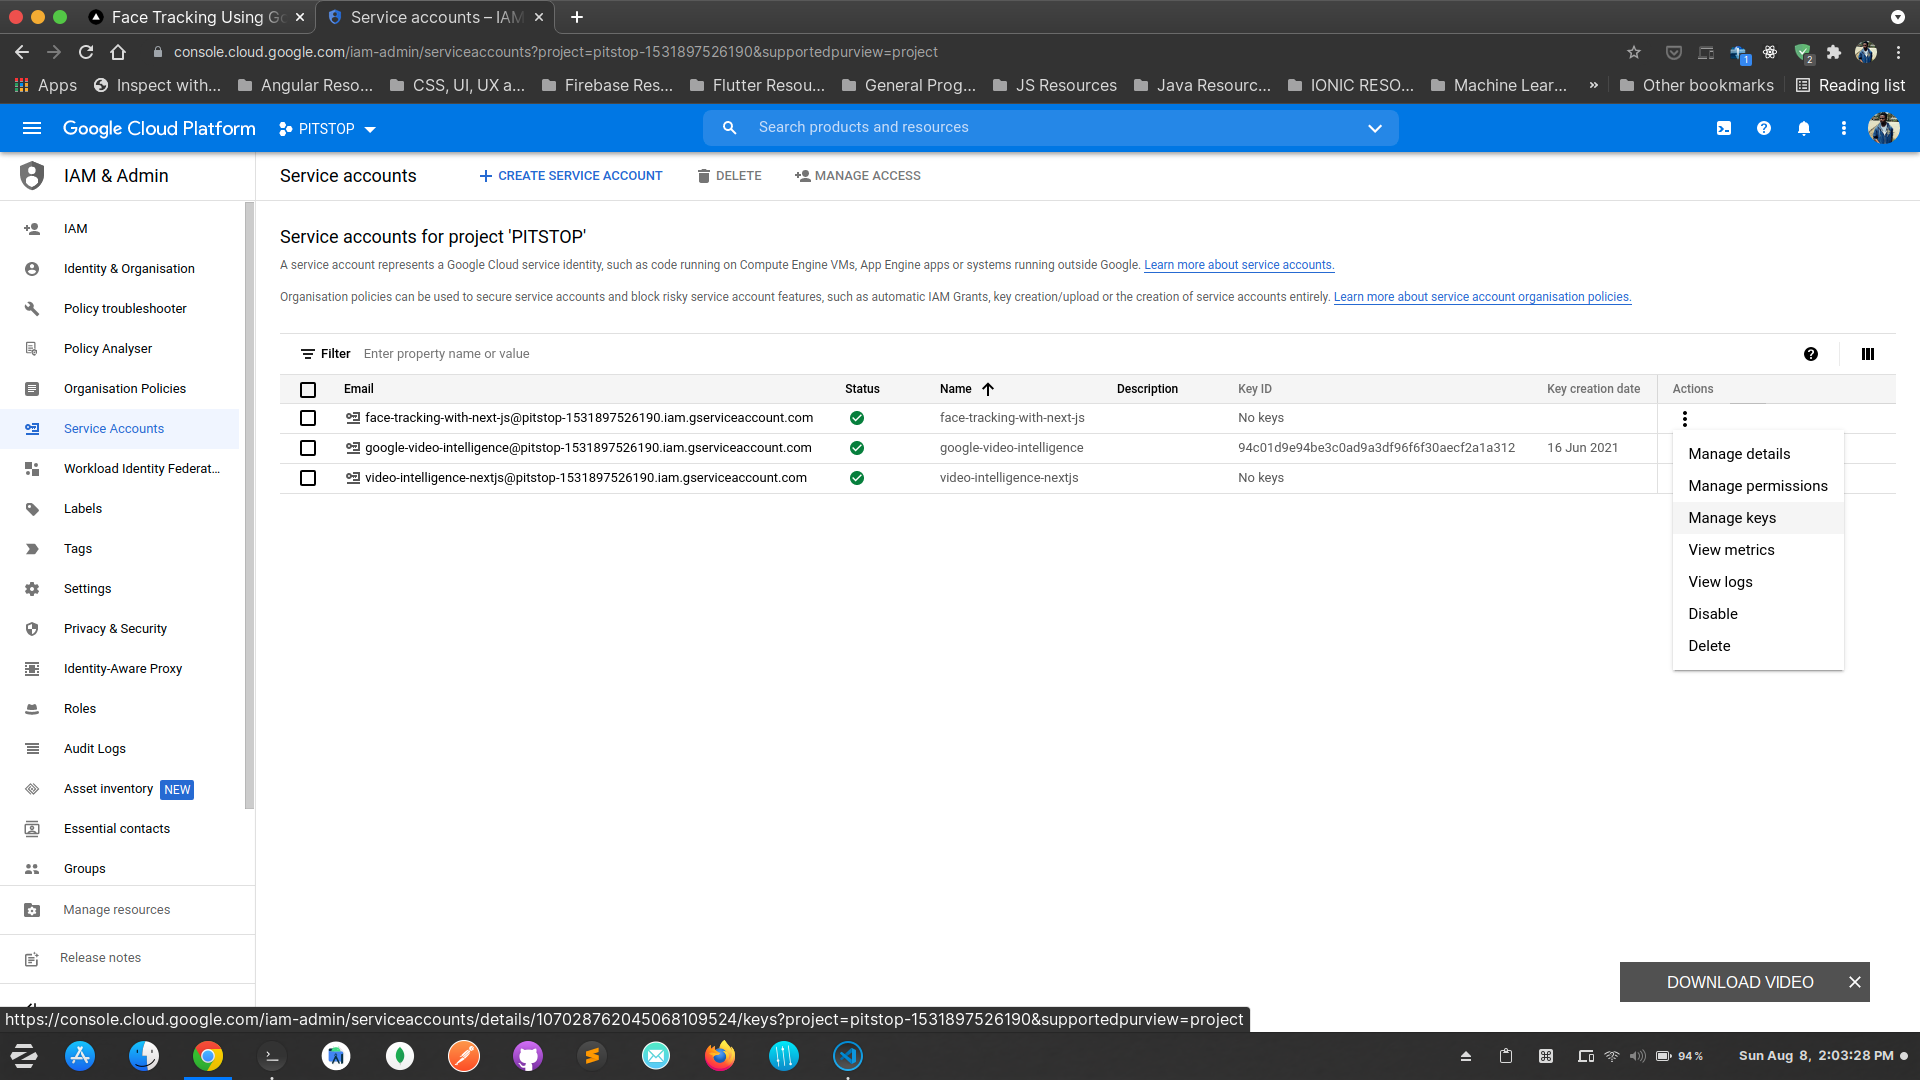 Face Tracking Using Go
Service accounts – IAM
console.cloud.google.com/iam-admin/serviceaccounts?project=pitstop-1531897526190&supportedpurview=project
1
2
Apps
Inspect with...
Angular Reso...
CSS, UI, UX a...
Firebase Res...
Flutter Resou...
General Prog...
JS Resources
Java Resourc...
IONIC RESO...
Machine Lear...
»
Other bookmarks
Reading list
Google Cloud Platform
PITSTOP
Search products and resources
IAM & Admin
Service accounts
CREATE SERVICE ACCOUNT
DELETE
MANAGE ACCESS
IAM
Identity & Organisation
Policy troubleshooter
Policy Analyser
Organisation Policies
Service Accounts
Workload Identity Federat...
Labels
Tags
Settings
Privacy & Security
Identity-Aware Proxy
Roles
Audit Logs
Asset inventory NEW
Essential contacts
Groups
Manage resources
Release notes
Service accounts for project 'PITSTOP'
A service account represents a Google Cloud service identity, such as code running on Compute Engine VMs, App Engine apps or systems running outside Google. Learn more about service accounts.
Organisation policies can be used to secure service accounts and block risky service account features, such as automatic IAM Grants, key creation/upload or the creation of service accounts entirely. Learn more about service account organisation policies.
Filter Enter property name or value
Email Status Name Description Key ID Key creation date Actions
face-tracking-with-next-js@pitstop-1531897526190.iam.gserviceaccount.com face-tracking-with-next-js No keys
google-video-intelligence@pitstop-1531897526190.iam.gserviceaccount.com google-video-intelligence 94c01d9e94be3c0ad9a3df96f6f30aecf2a1a312 16 Jun 2021
video-intelligence-nextjs@pitstop-1531897526190.iam.gserviceaccount.com video-intelligence-nextjs No keys
Manage details
Manage permissions
Manage keys
View metrics
View logs
Disable
Delete
DOWNLOAD VIDEO
https://console.cloud.google.com/iam-admin/serviceaccounts/details/107028762045068109524/keys?project=pitstop-1531897526190&supportedpurview=project
94 %
Sun Aug 8, 2:03:28 PM